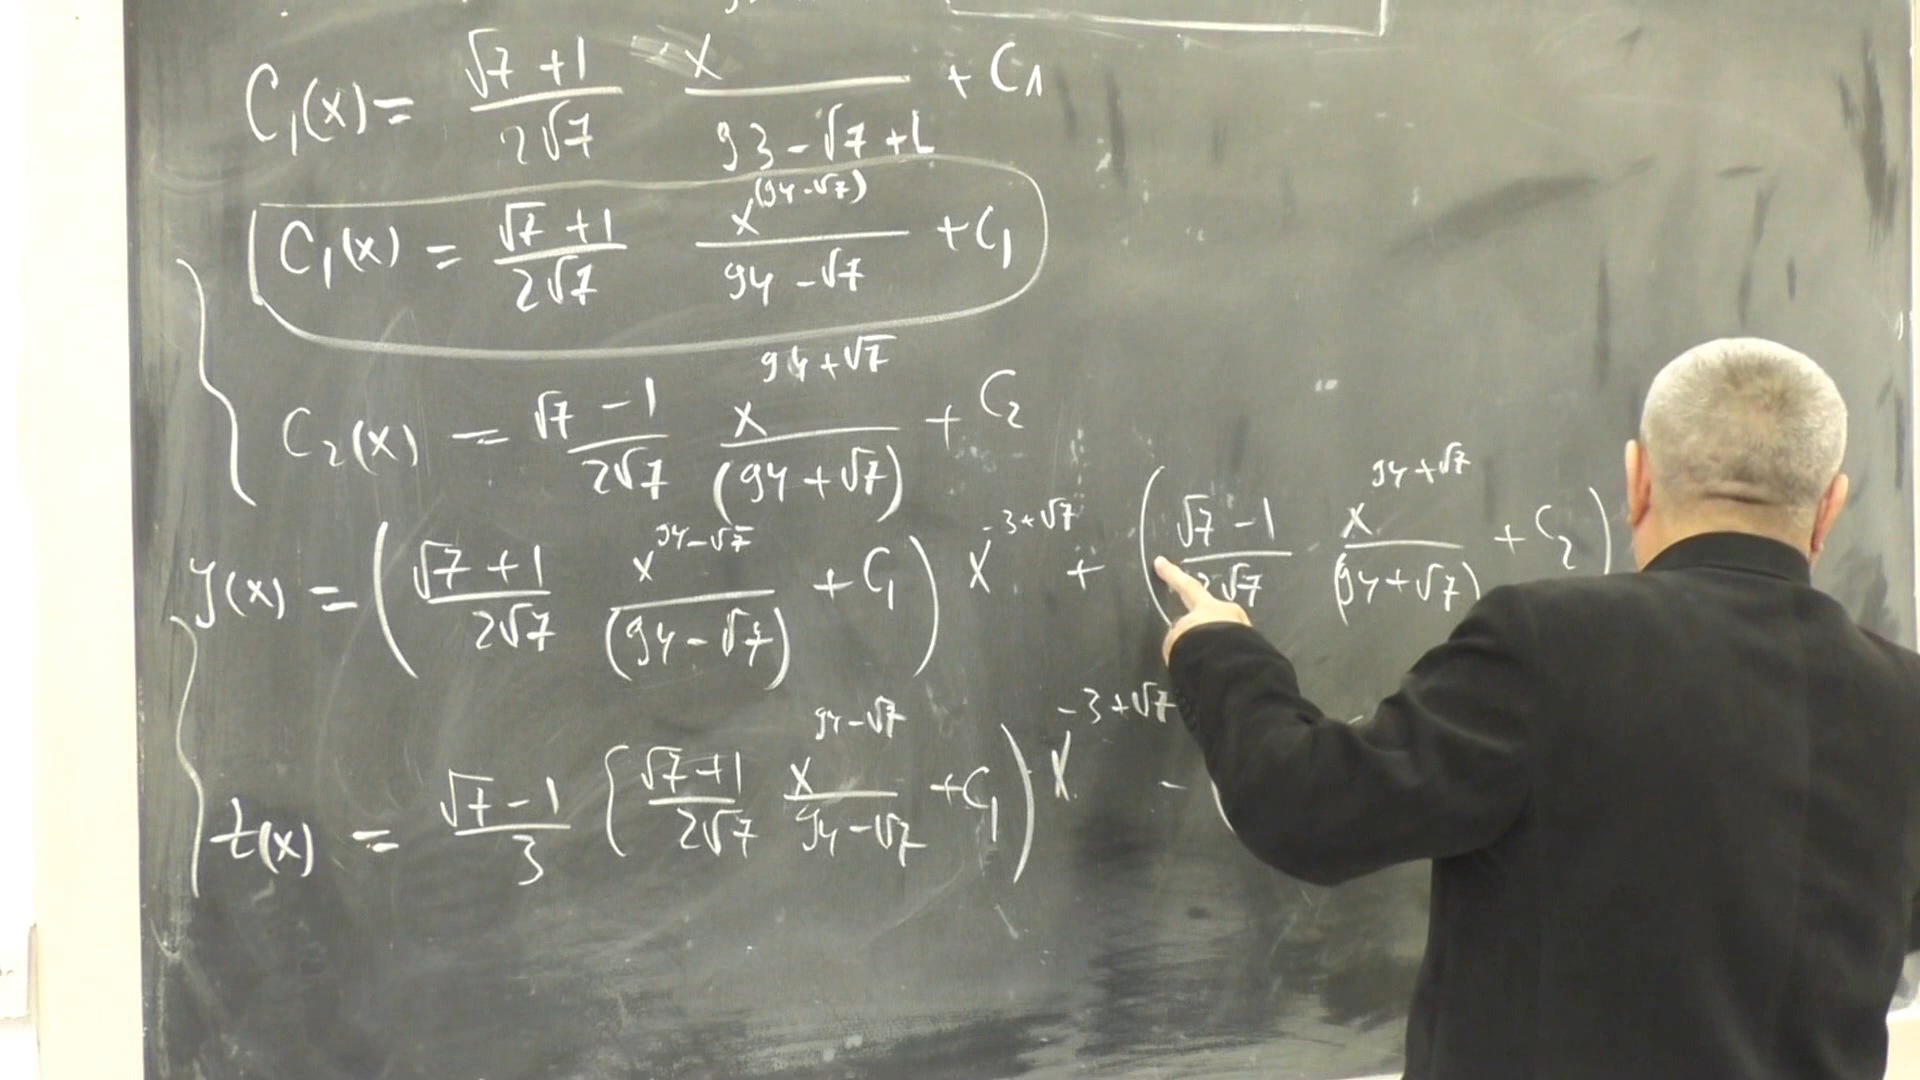 C₁(x) = (√7 + 1)/(2√7) x/(93 - √7 + 1) + C₁
C₁(x) = (√7 + 1)/(2√7) x^(94-√7)/(94 - √7) + C₁
C₂(x) = (√7 - 1)/(2√7) x^(94+√7)/(94 + √7) + C₂
y(x) = ((√7 + 1)/(2√7) x^(94-√7)/(94 - √7) + C₁) x^(-3+√7) + ((√7 - 1)/(2√7) x^(94+√7)/(94 + √7) + C₂)
z(x) = (√7 - 1)/3 ((√7 + 1)/(2√7) x^(94-√7)/(94 - √7) + C₁) · x^(-3+√7) - (